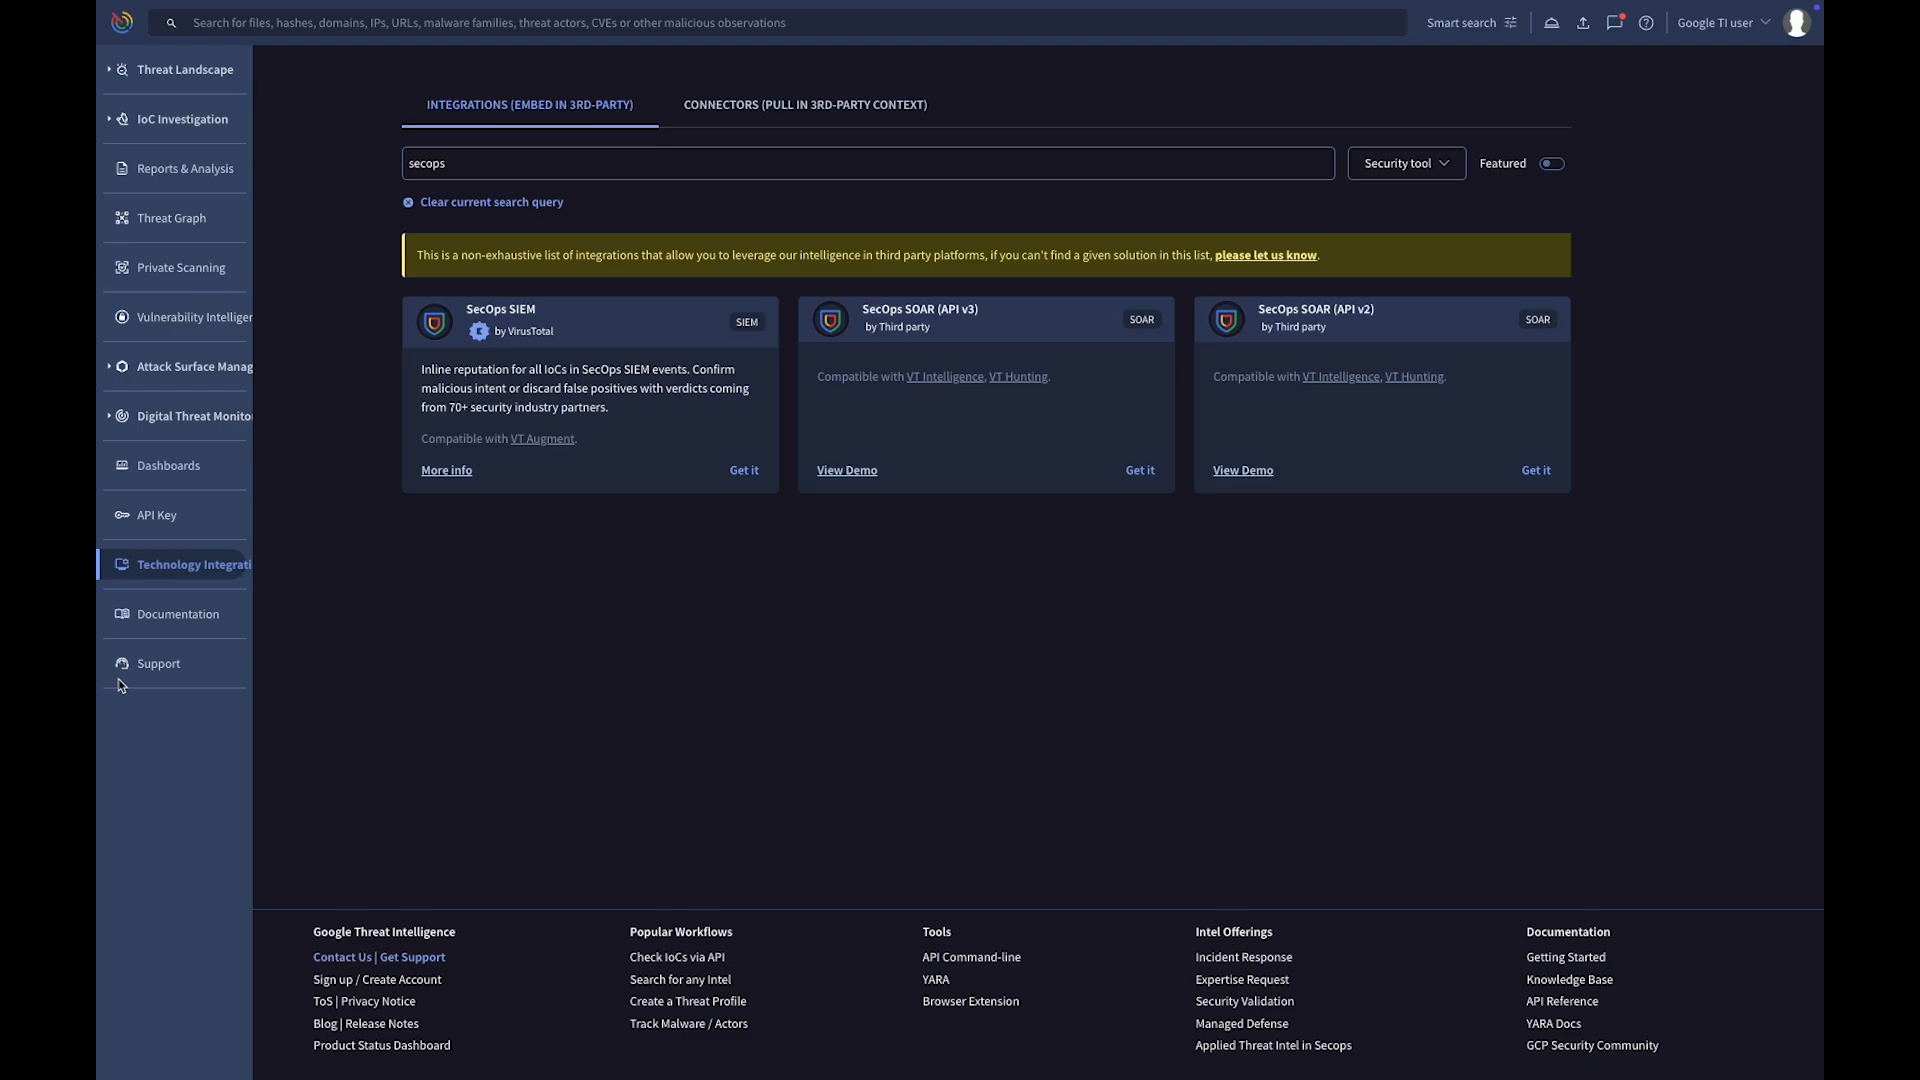 Search for files, hashes, domains, IPs, URLs, malware families, threat actors, CVEs or other malicious observations
Smart search
Google TI user
Threat Landscape
IoC Investigation
Reports & Analysis
Threat Graph
Private Scanning
Vulnerability Intelliger
Attack Surface Manag
Digital Threat Monito
Dashboards
API Key
Technology Integrati
Documentation
Support
INTEGRATIONS (EMBED IN 3RD-PARTY)
CONNECTORS (PULL IN 3RD-PARTY CONTEXT)
secops
Security tool
Featured
Clear current search query
This is a non-exhaustive list of integrations that allow you to leverage our intelligence in third party platforms, if you can't find a given solution in this list, please let us know.
SecOps SIEM
by VirusTotal
SIEM
Inline reputation for all IoCs in SecOps SIEM events. Confirm
malicious intent or discard false positives with verdicts coming
from 70+ security industry partners.
Compatible with VT Augment.
More info
Get it
SecOps SOAR (API v3)
by Third party
SOAR
Compatible with VT Intelligence, VT Hunting.
View Demo
Get it
SecOps SOAR (API v2)
by Third party
SOAR
Compatible with VT Intelligence, VT Hunting.
View Demo
Get it
Google Threat Intelligence
Contact Us | Get Support
Sign up / Create Account
ToS | Privacy Notice
Blog | Release Notes
Product Status Dashboard
Popular Workflows
Check IoCs via API
Search for any Intel
Create a Threat Profile
Track Malware / Actors
Tools
API Command-line
YARA
Browser Extension
Intel Offerings
Incident Response
Expertise Request
Security Validation
Managed Defense
Applied Threat Intel in Secops
Documentation
Getting Started
Knowledge Base
API Reference
YARA Docs
GCP Security Community